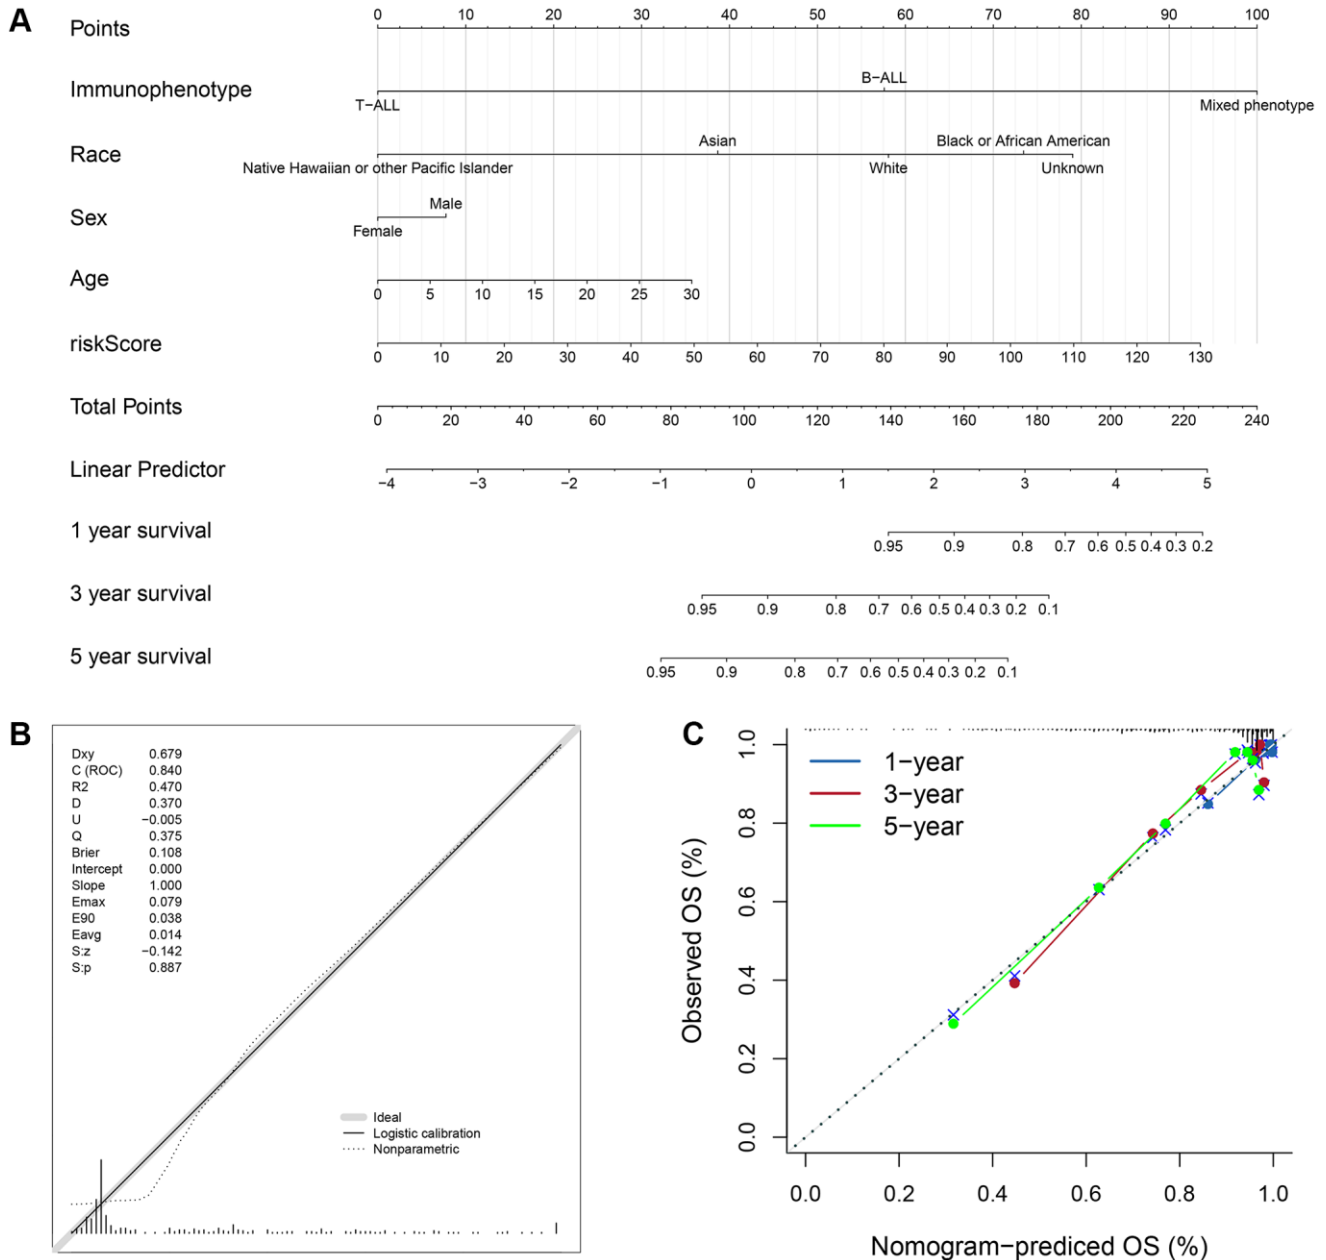 A
Points
0 10 20 30 40 50 60 70 80 90 100
Immunophenotype
B−ALL
T−ALL Mixed phenotype
Race
Asian Black or African American
Native Hawaiian or other Pacific Islander White Unknown
Sex
Male
Female
Age
0 5 10 15 20 25 30
riskScore
0 10 20 30 40 50 60 70 80 90 100 110 120 130
Total Points
0 20 40 60 80 100 120 140 160 180 200 220 240
Linear Predictor
−4 −3 −2 −1 0 1 2 3 4 5
1 year survival
0.95 0.9 0.8 0.7 0.6 0.5 0.4 0.3 0.2
3 year survival
0.95 0.9 0.8 0.7 0.6 0.5 0.4 0.3 0.2 0.1
5 year survival
0.95 0.9 0.8 0.7 0.6 0.5 0.4 0.3 0.2 0.1
B
Dxy 0.679
C (ROC) 0.840
R2 0.470
D 0.370
U −0.005
Q 0.375
Brier 0.108
Intercept 0.000
Slope 1.000
Emax 0.079
E90 0.038
Eavg 0.014
S:z −0.142
S:p 0.887
Ideal
Logistic calibration
Nonparametric
C
1−year
3−year
5−year
Observed OS (%)
1.0
0.8
0.6
0.4
0.2
0.0
0.0 0.2 0.4 0.6 0.8 1.0
Nomogram−prediced OS (%)